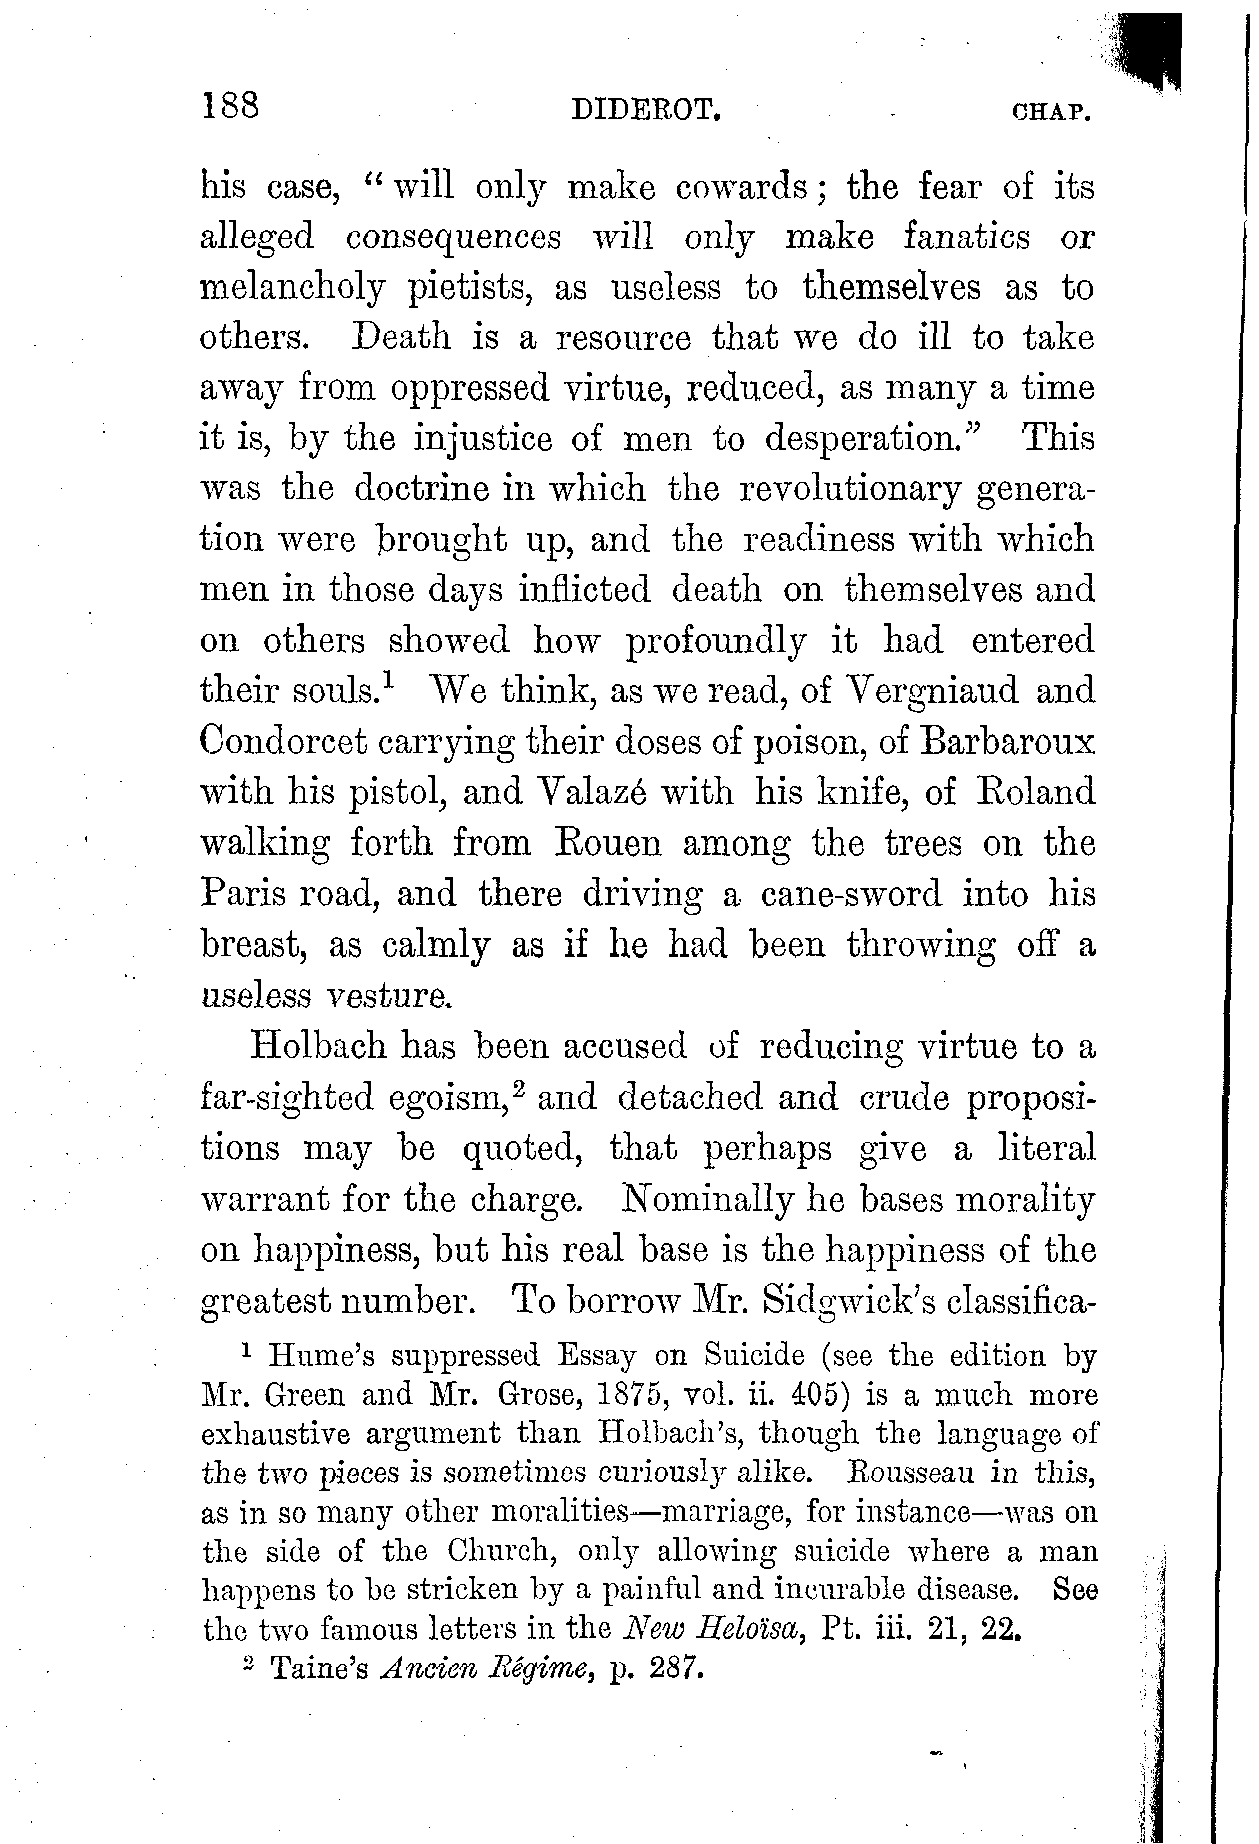 188 DIDEROT. CHAP.
his case, “ will only make cowards ; the fear of its
alleged consequences will only make fanatics or
melancholy pietists, as useless to themselves as to
others. Death is a resource that we do ill to take
away from oppressed virtue, reduced, as many a time
it is, by the injustice of men to desperation.” This
was the doctrine in which the revolutionary genera-
tion were brought up, and the readiness with which
men in those days inflicted death on themselves and
on others showed how profoundly it had entered
their souls.¹ We think, as we read, of Vergniaud and
Condorcet carrying their doses of poison, of Barbaroux
with his pistol, and Valazé with his knife, of Roland
walking forth from Rouen among the trees on the
Paris road, and there driving a cane-sword into his
breast, as calmly as if he had been throwing off a
useless vesture.
Holbach has been accused of reducing virtue to a
far-sighted egoism,² and detached and crude proposi-
tions may be quoted, that perhaps give a literal
warrant for the charge. Nominally he bases morality
on happiness, but his real base is the happiness of the
greatest number. To borrow Mr. Sidgwick's classifica-
¹ Hume's suppressed Essay on Suicide (see the edition by
Mr. Green and Mr. Grose, 1875, vol. ii. 405) is a much more
exhaustive argument than Holbach's, though the language of
the two pieces is sometimes curiously alike. Rousseau in this,
as in so many other moralities—marriage, for instance—was on
the side of the Church, only allowing suicide where a man
happens to be stricken by a painful and incurable disease. See
the two famous letters in the New Heloïsa, Pt. iii. 21, 22.
² Taine's Ancien Régime, p. 287.